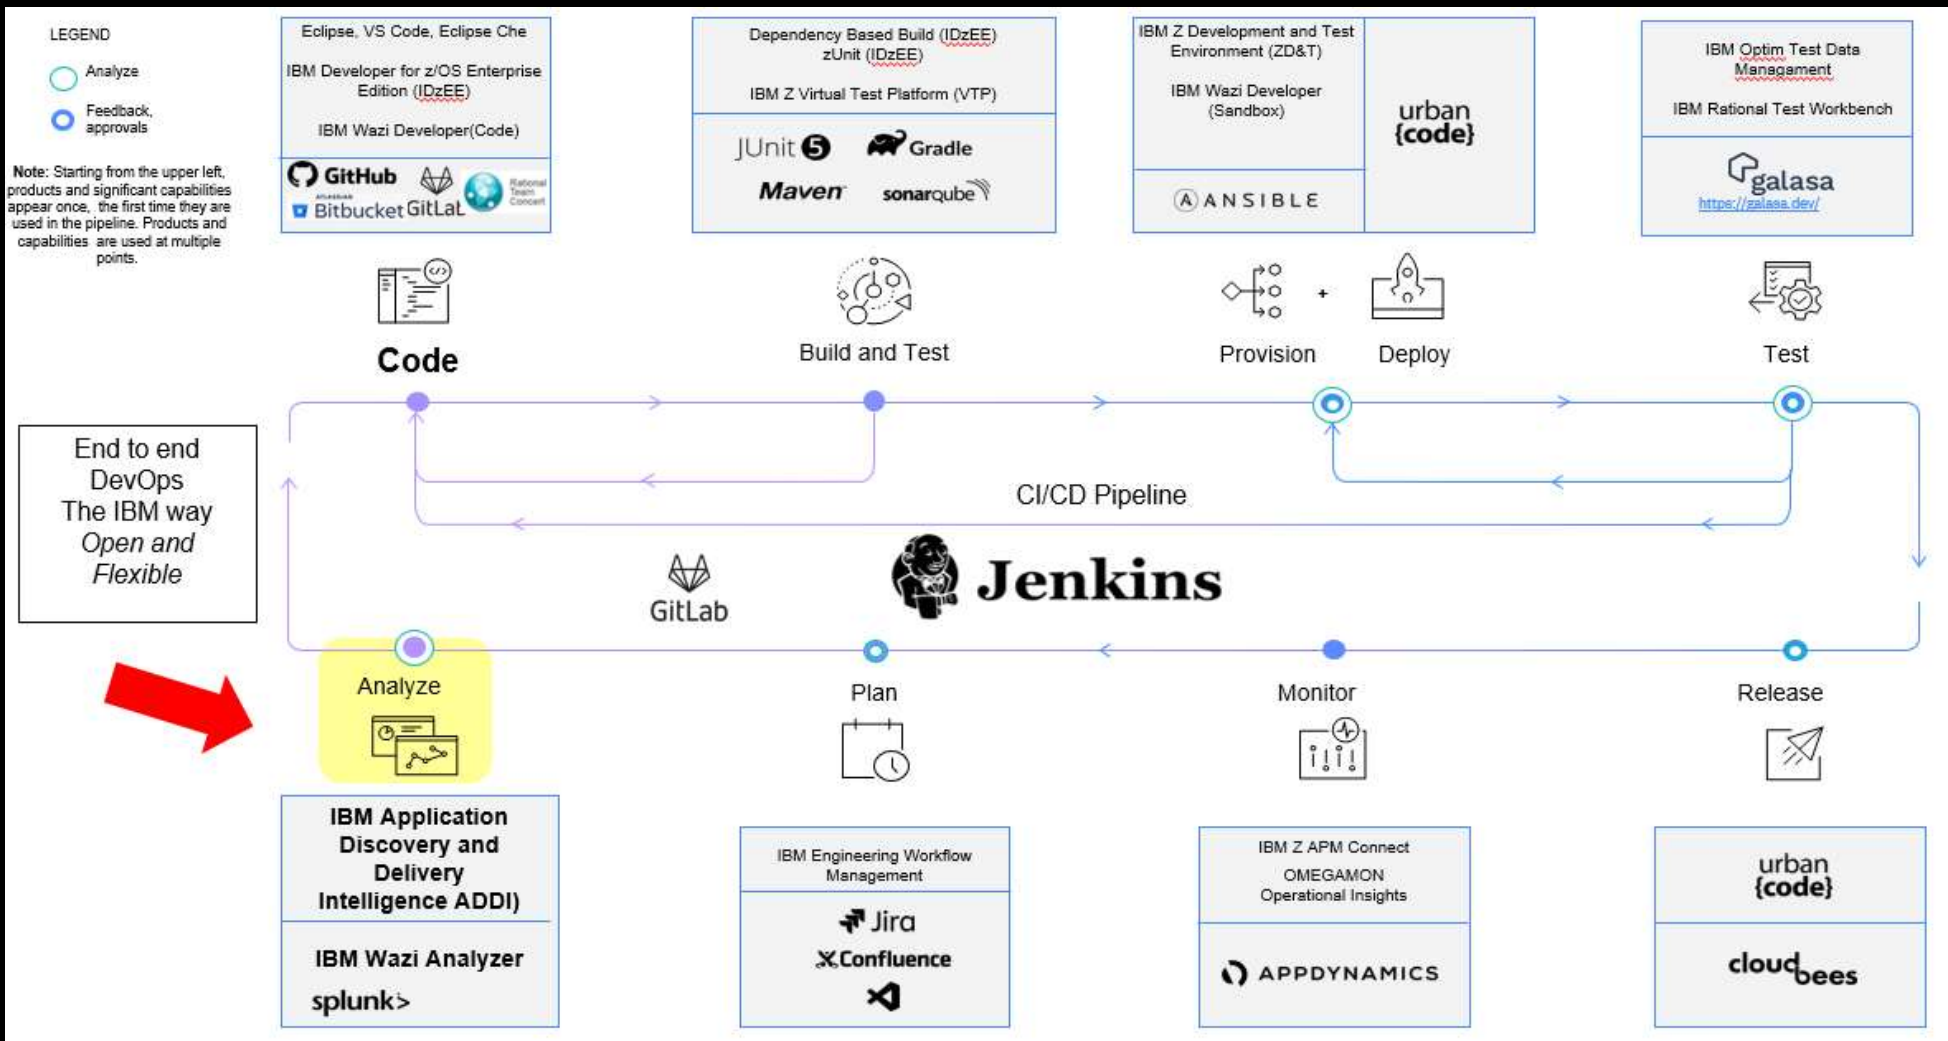 LEGEND
Analyze
Feedback,
approvals
Note: Starting from the upper left,
products and significant capabilities
appear once, the first time they are
used in the pipeline. Products and
capabilities are used at multiple
points.
Eclipse, VS Code, Eclipse Che
IBM Developer for z/OS Enterprise
Edition (IDzEE)
IBM Wazi Developer(Code)
GitHub
ATLASSIAN
Bitbucket
GitLab
Rational
Team
Concert
Dependency Based Build (IDzEE)
zUnit (IDzEE)
IBM Z Virtual Test Platform (VTP)
JUnit 5
Gradle
Maven
sonarqube
IBM Z Development and Test
Environment (ZD&T)
IBM Wazi Developer
(Sandbox)
ANSIBLE
urban
{code}
IBM Optim Test Data
Managament
IBM Rational Test Workbench
galasa
https://galasa.dev/
Code
Build and Test
Provision
+
Deploy
Test
End to end
DevOps
The IBM way
Open and
Flexible
CI/CD Pipeline
GitLab
Jenkins
Analyze
Plan
Monitor
Release
IBM Application
Discovery and
Delivery
Intelligence ADDI)
IBM Wazi Analyzer
splunk>
IBM Engineering Workflow
Management
Jira
Confluence
IBM Z APM Connect
OMEGAMON
Operational Insights
APPDYNAMICS
urban
{code}
cloudbees